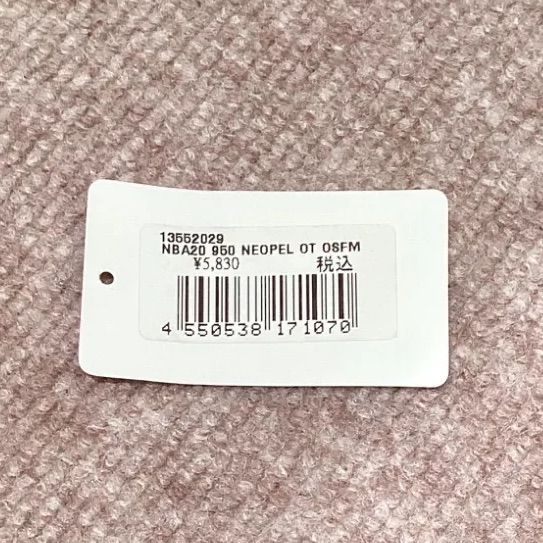 13552029
NBA20 950 NEOPEL OT OSFM
¥5,830 税込
4 550538 171070